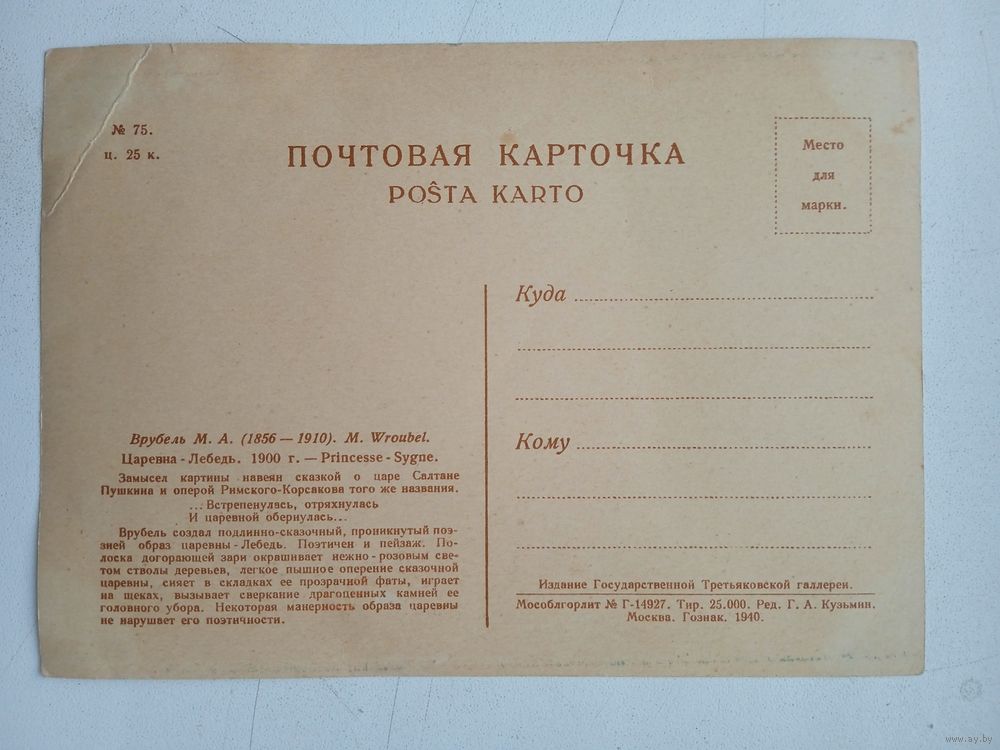 № 75.
ц. 25 к.
ПОЧТОВАЯ КАРТОЧКА
POŜTA KARTO
Место
для
марки.
Врубель М. А. (1856 — 1910). M. Wroubel.
Царевна - Лебедь. 1900 г. — Princesse - Sygne.
Замысел картины навеян сказкой о царе Салтане
Пушкина и оперой Римского-Корсакова того же названия.
...Встрепенулась, отряхнулась
И царевной обернулась...
Врубель создал подлинно-сказочный, проникнутый поэ-
зией образ царевны - Лебедь. Поэтичен и пейзаж. По-
лоска догорающей зари окрашивает нежно - розовым све-
том стволы деревьев, легкое пышное оперение сказочной
царевны, сияет в складках ее прозрачной фаты, играет
на щеках, вызывает сверкание драгоценных камней ее
головного убора. Некоторая манерность образа царевны
не нарушает его поэтичности.
Куда
Кому
Издание Государственной Третьяковской галлереи.
Мособлгорлит № Г-14927. Тир. 25.000. Ред. Г. А. Кузьмин.
Москва. Гознак. 1940.
www.ay.by